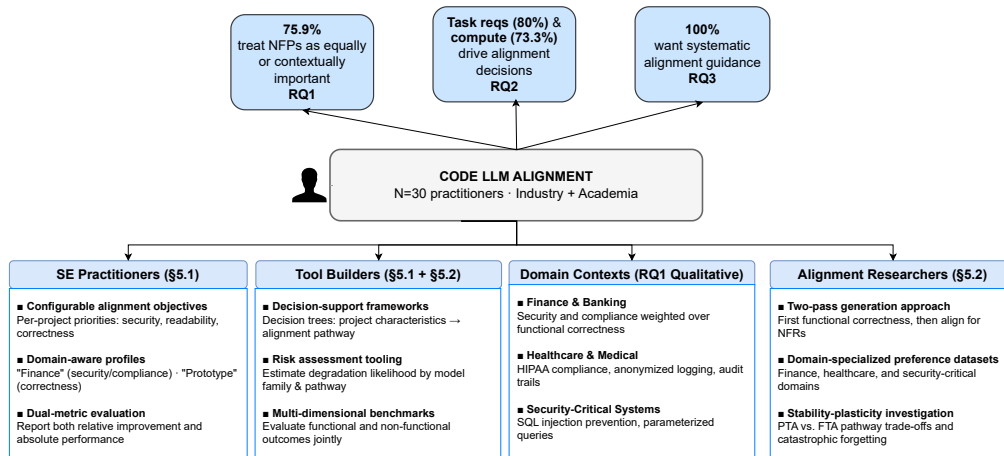 75.9%
treat NFPs as equally
or contextually
important
RQ1
Task reqs (80%) &
compute (73.3%)
drive alignment
decisions
RQ2
100%
want systematic
alignment guidance
RQ3
CODE LLM ALIGNMENT
N=30 practitioners · Industry + Academia
SE Practitioners (§5.1)
■ Configurable alignment objectives
Per-project priorities: security, readability,
correctness
■ Domain-aware profiles
"Finance" (security/compliance) · "Prototype"
(correctness)
■ Dual-metric evaluation
Report both relative improvement and
absolute performance
Tool Builders (§5.1 + §5.2)
■ Decision-support frameworks
Decision trees: project characteristics →
alignment pathway
■ Risk assessment tooling
Estimate degradation likelihood by model
family & pathway
■ Multi-dimensional benchmarks
Evaluate functional and non-functional
outcomes jointly
Domain Contexts (RQ1 Qualitative)
■ Finance & Banking
Security and compliance weighted over
functional correctness
■ Healthcare & Medical
HIPAA compliance, anonymized logging, audit
trails
■ Security-Critical Systems
SQL injection prevention, parameterized
queries
Alignment Researchers (§5.2)
■ Two-pass generation approach
First functional correctness, then align for
NFRs
■ Domain-specialized preference datasets
Finance, healthcare, and security-critical
domains
■ Stability-plasticity investigation
PTA vs. FTA pathway trade-offs and
catastrophic forgetting